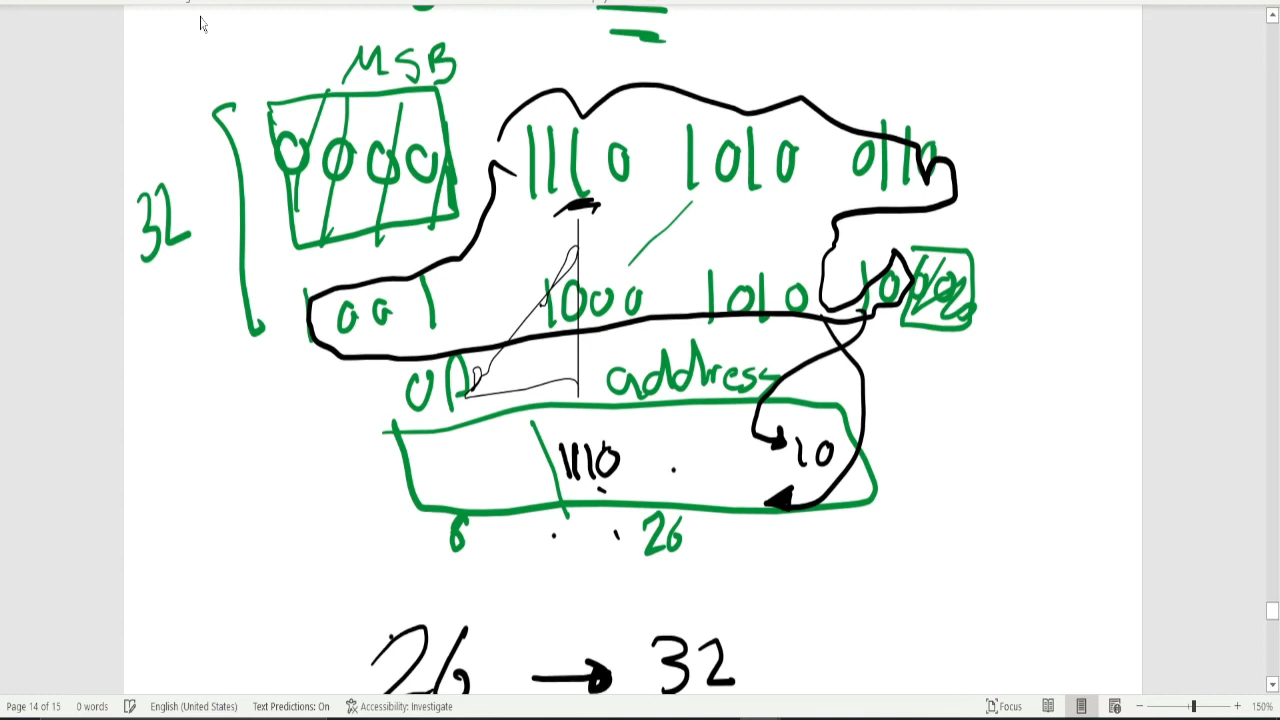 MSB
32
0000 1110 1010 0110
1001 1000 1010 10
OP address
1110 . 10
6 26
26 → 32
Page 14 of 15 0 words English (United States) Text Predictions: On Accessibility: Investigate Focus 150%